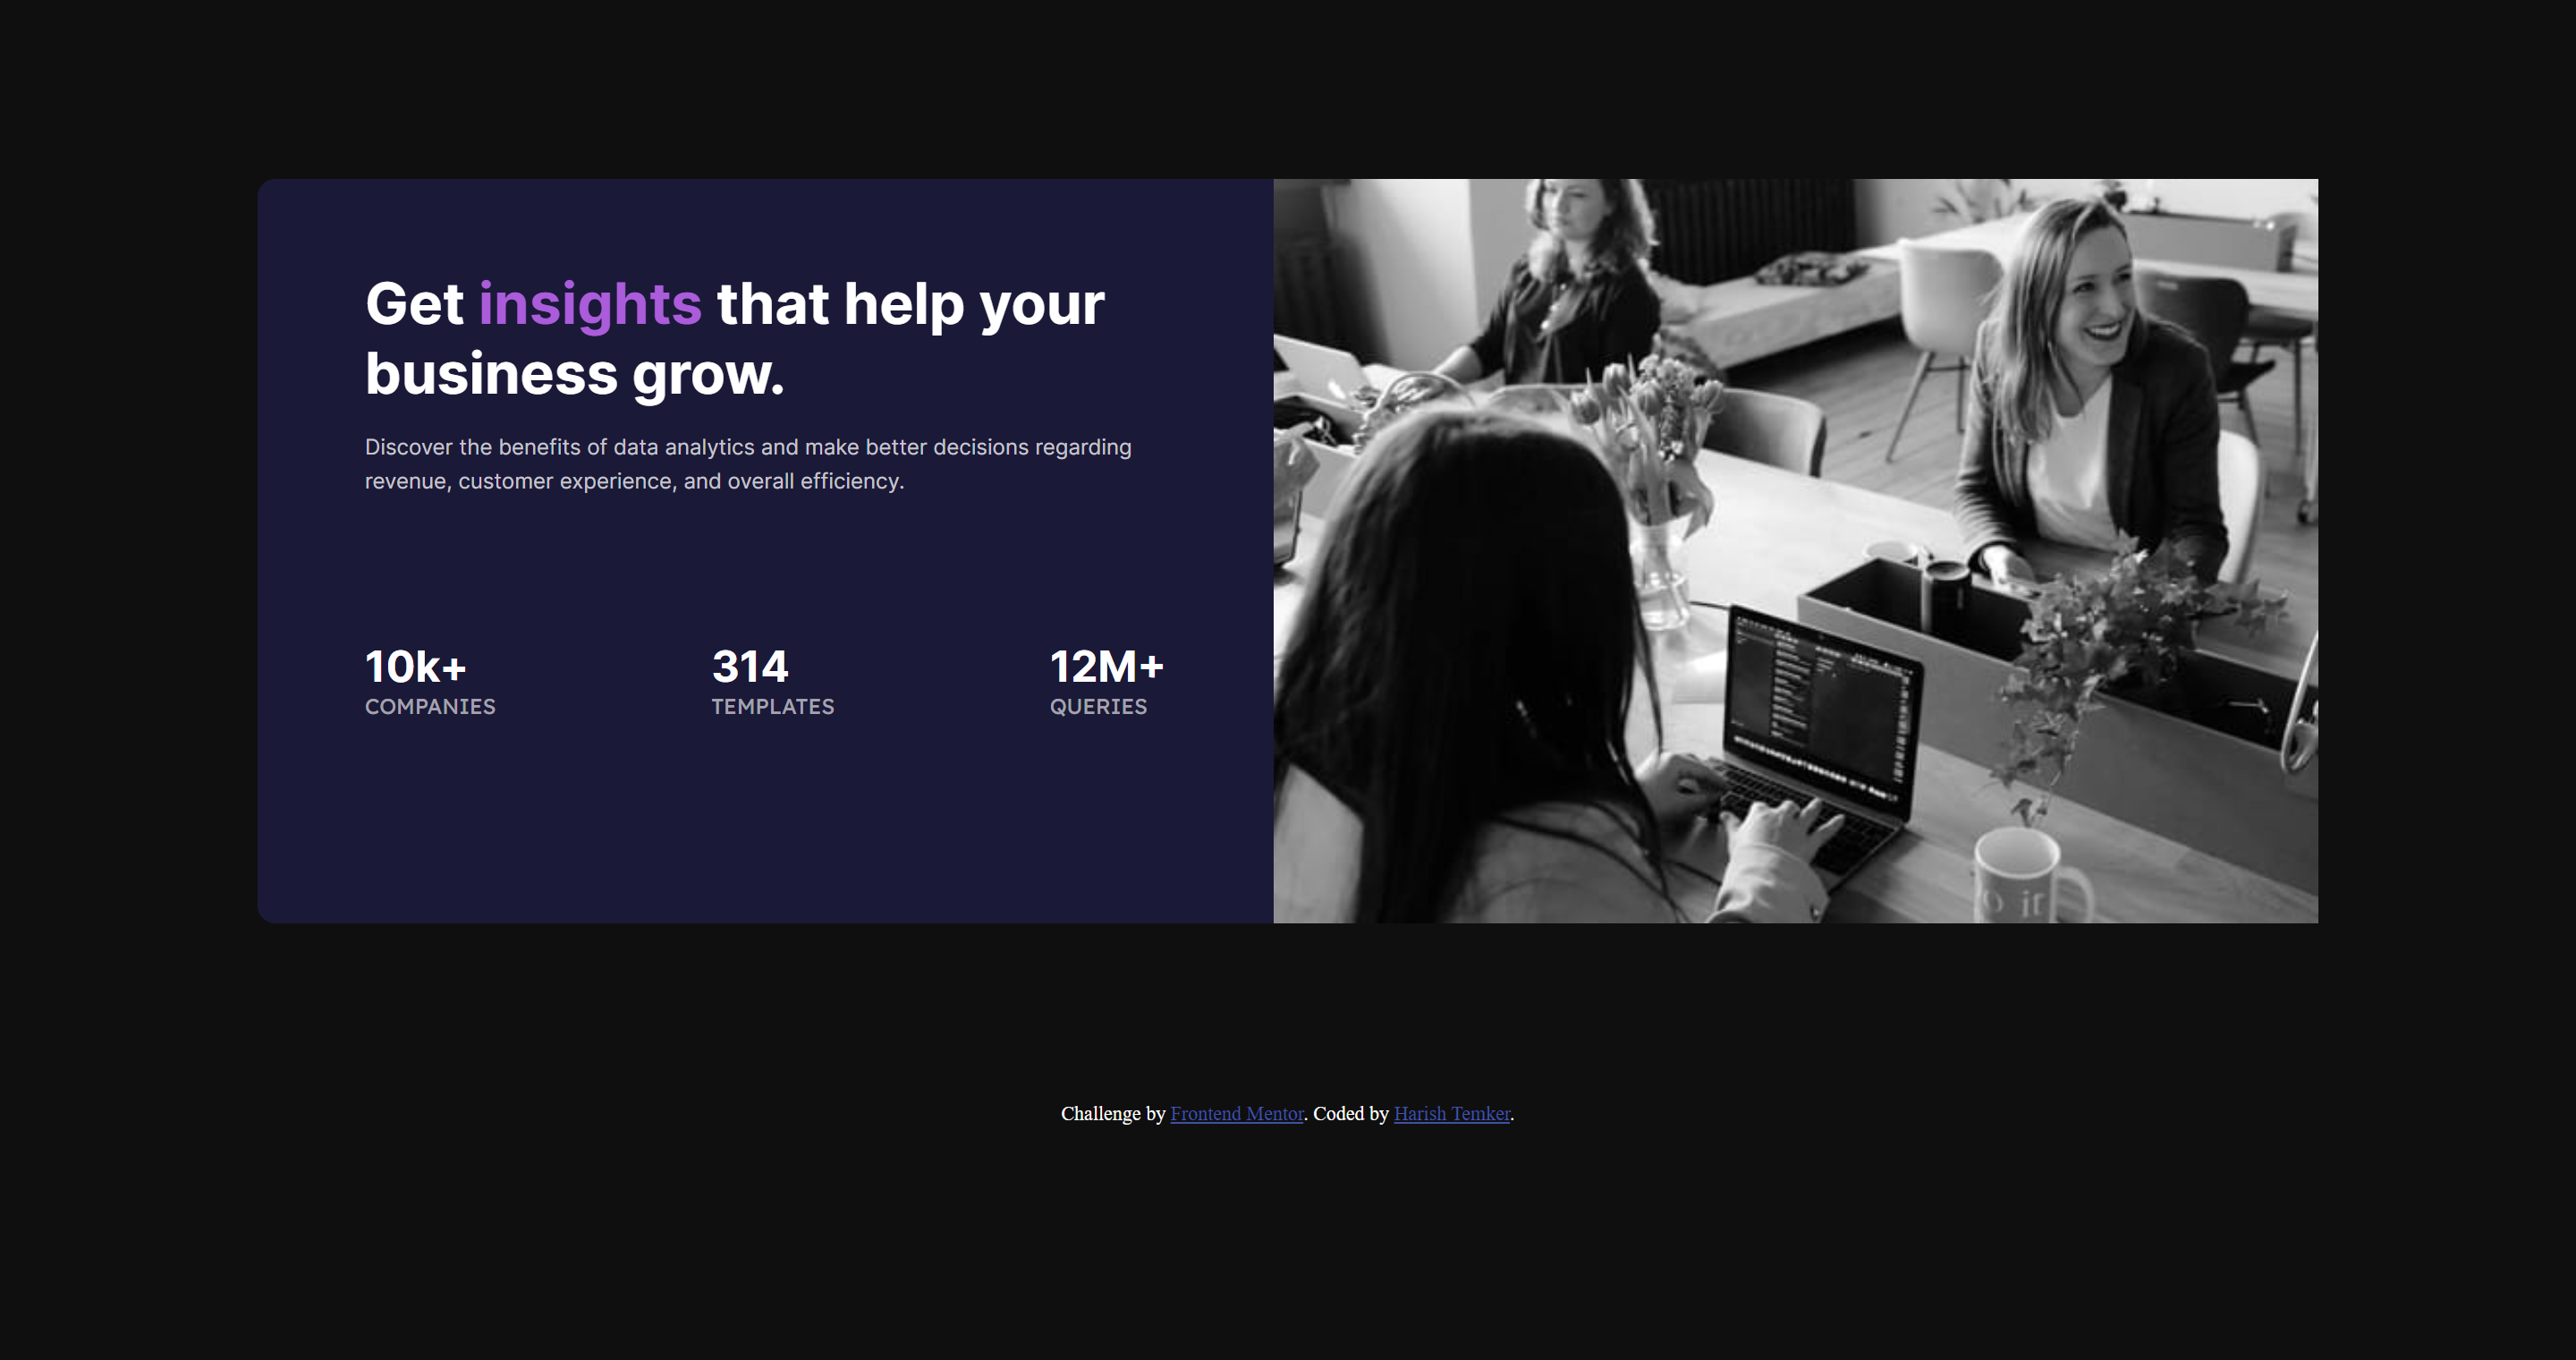 Get insights that help your
business grow.
Discover the benefits of data analytics and make better decisions regarding
revenue, customer experience, and overall efficiency.
10k+
COMPANIES
314
TEMPLATES
12M+
QUERIES
Challenge by Frontend Mentor. Coded by Harish Temker.